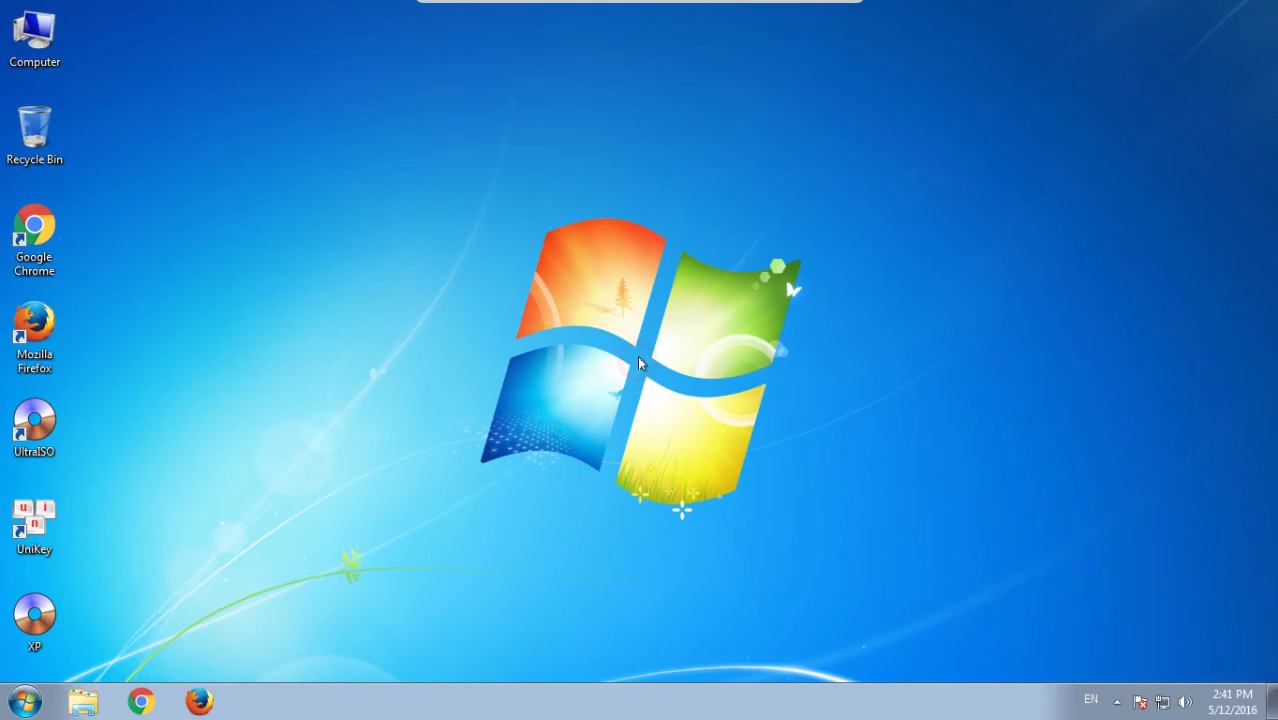 Computer
Recycle Bin
Google
Chrome
Mozilla
Firefox
UltraISO
u i
n
UniKey
XP
EN
2:41 PM
5/12/2016